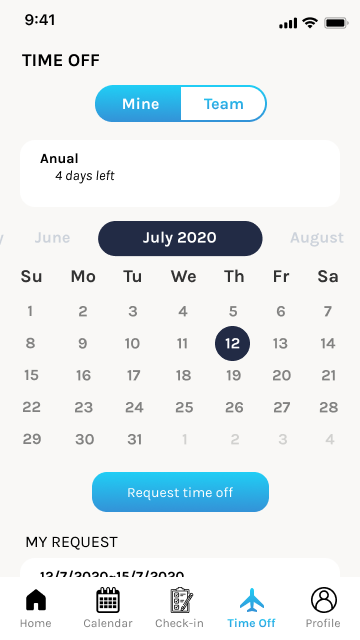 9:41
TIME OFF
Mine Team
Anual
4 days left
y June July 2020 August
Su Mo Tu We Th Fr Sa
1 2 3 4 5 6 7
8 9 10 11 12 13 14
15 16 17 18 19 20 21
22 23 24 25 26 27 28
29 30 31 1 2 3 4
Request time off
MY REQUEST
12/7/2020-15/7/2020
Home Calendar Check-in Time Off Profile